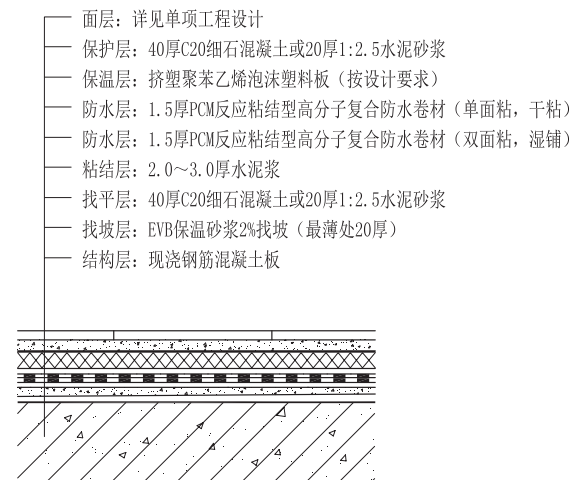 面层：详见单项工程设计
保护层：40厚C20细石混凝土或20厚1:2.5水泥砂浆
保温层：挤塑聚苯乙烯泡沫塑料板（按设计要求）
防水层：1.5厚PCM反应粘结型高分子复合防水卷材（单面粘，干粘）
防水层：1.5厚PCM反应粘结型高分子复合防水卷材（双面粘，湿铺）
粘结层：2.0～3.0厚水泥浆
找平层：40厚C20细石混凝土或20厚1:2.5水泥砂浆
找坡层：EVB保温砂浆2%找坡（最薄处20厚）
结构层：现浇钢筋混凝土板